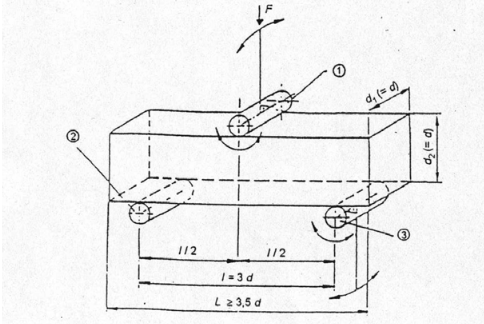 F
①
d₁ (= d)
②
d₂ (= d)
③
l / 2
l / 2
l = 3 d
L ≥ 3,5 d